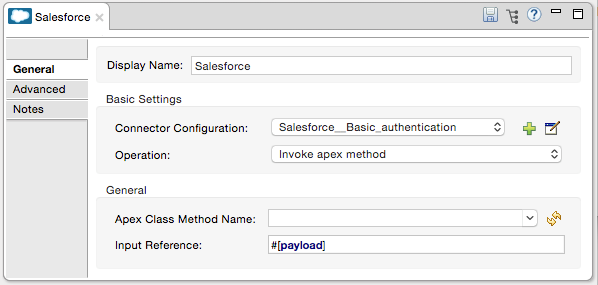 Salesforce
General
Advanced
Notes
Display Name: Salesforce
Basic Settings
Connector Configuration: Salesforce__Basic_authentication
Operation: Invoke apex method
General
Apex Class Method Name:
Input Reference: #[payload]